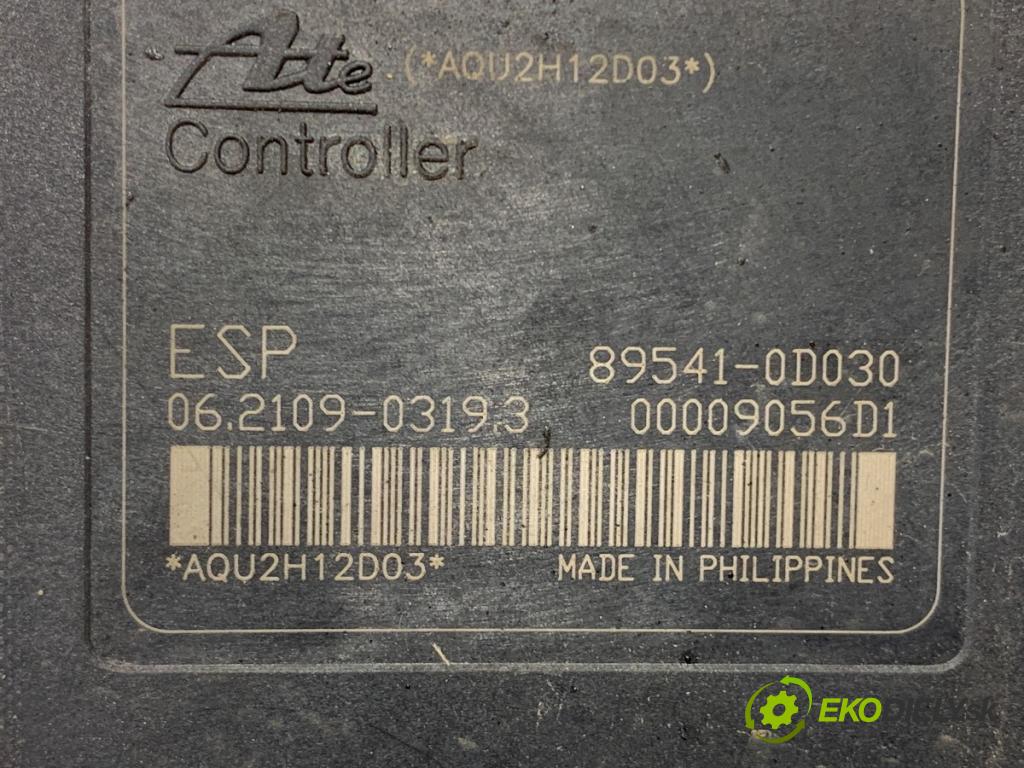 Ate (*AQU2H12D03*)
Controller
ESP 89541-0D030
06.2109-0319.3 00009056D1
*AQU2H12D03* MADE IN PHILIPPINES
EKODIELY.SK